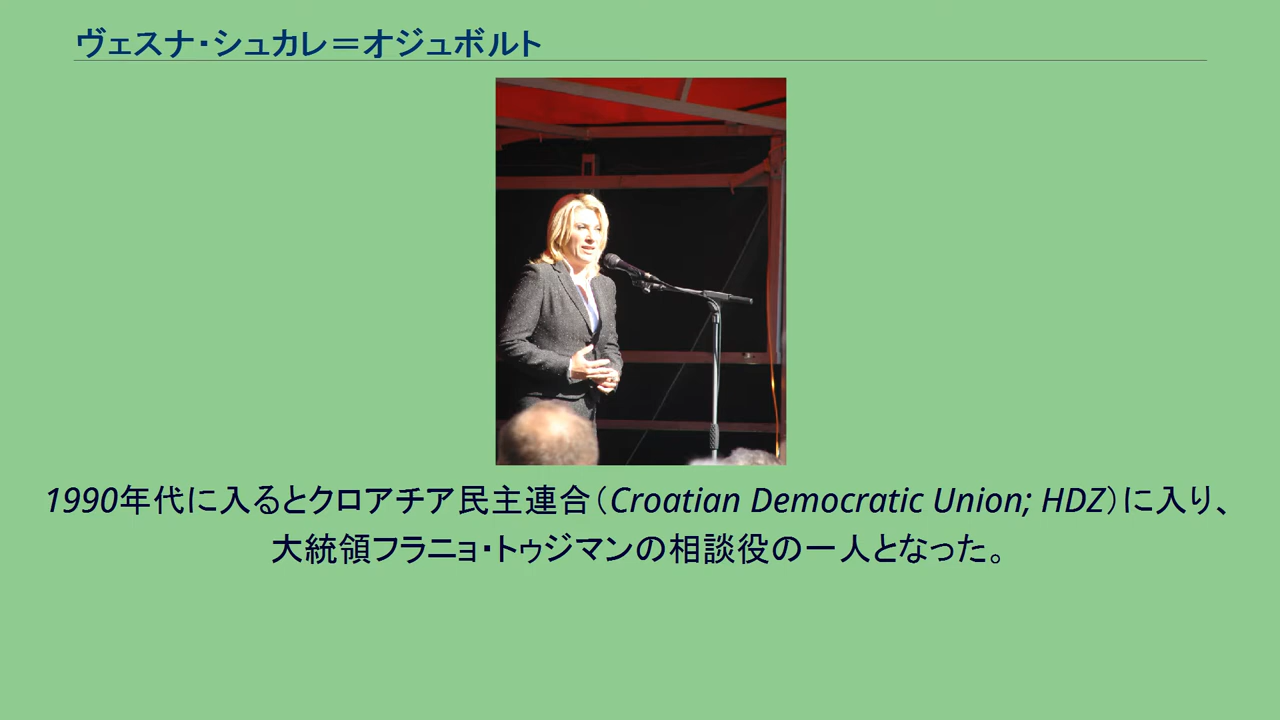 ヴェスナ・シュカレ＝オジュボルト
1990年代に入るとクロアチア民主連合（Croatian Democratic Union; HDZ）に入り、
大統領フラニョ・トゥジマンの相談役の一人となった。